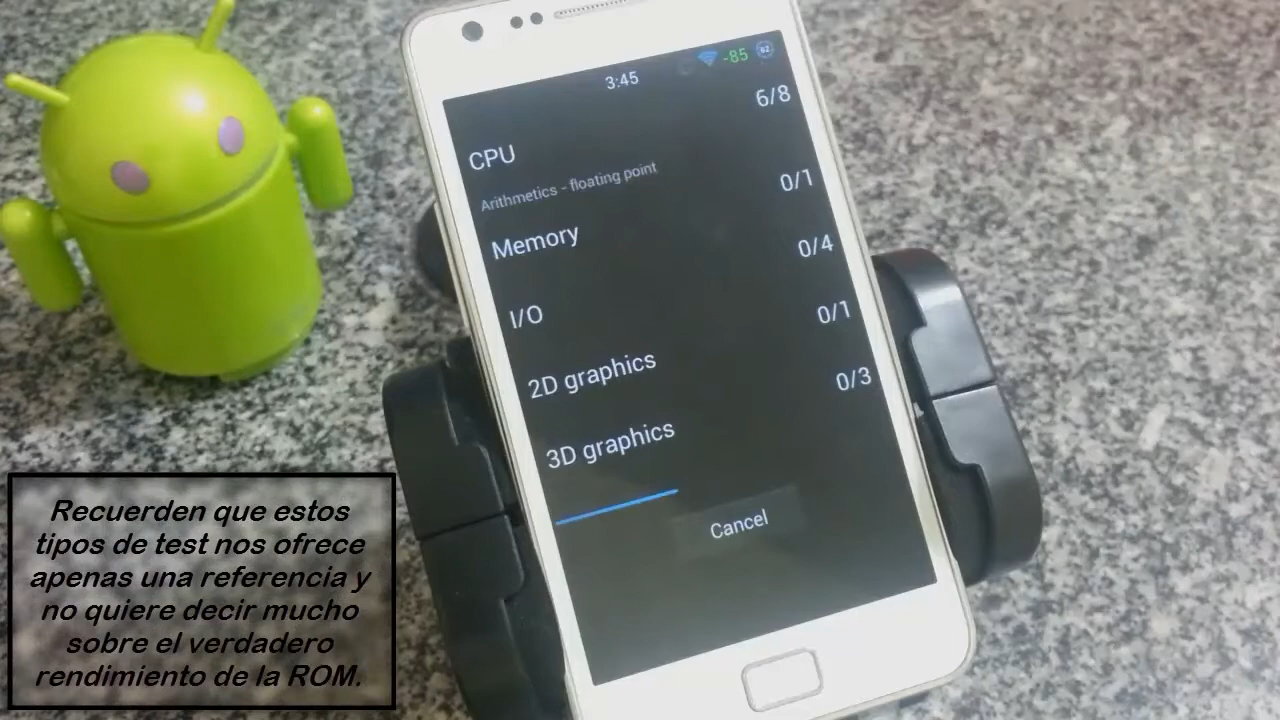 -85 62
3:45
6/8
CPU
Arithmetics - floating point
0/1
Memory
0/4
I/O
0/1
2D graphics
0/3
3D graphics
Cancel
Recuerden que estos
tipos de test nos ofrece
apenas una referencia y
no quiere decir mucho
sobre el verdadero
rendimiento de la ROM.